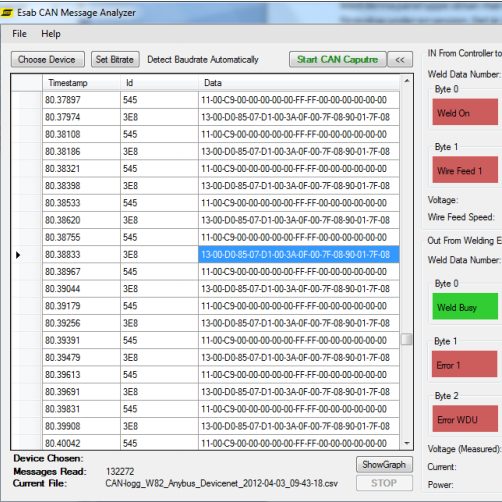 Esab CAN Message Analyzer
File Help
Choose Device Set Bitrate Detect Baudrate Automatically Start CAN Caputre <<
Timestamp Id Data
80.37897 545 11-00-C9-00-00-00-00-00-FF-FF-00-00-00-00-00-00
80.37974 3E8 13-00-D0-85-07-D1-00-3A-0F-00-7F-08-90-01-7F-08
80.38108 545 11-00-C9-00-00-00-00-00-FF-FF-00-00-00-00-00-00
80.38186 3E8 13-00-D0-85-07-D1-00-3A-0F-00-7F-08-90-01-7F-08
80.38321 545 11-00-C9-00-00-00-00-00-FF-FF-00-00-00-00-00-00
80.38398 3E8 13-00-D0-85-07-D1-00-3A-0F-00-7F-08-90-01-7F-08
80.38533 545 11-00-C9-00-00-00-00-00-FF-FF-00-00-00-00-00-00
80.38620 3E8 13-00-D0-85-07-D1-00-3A-0F-00-7F-08-90-01-7F-08
80.38755 545 11-00-C9-00-00-00-00-00-FF-FF-00-00-00-00-00-00
80.38833 3E8 13-00-D0-85-07-D1-00-3A-0F-00-7F-08-90-01-7F-08
80.38967 545 11-00-C9-00-00-00-00-00-FF-FF-00-00-00-00-00-00
80.39044 3E8 13-00-D0-85-07-D1-00-3A-0F-00-7F-08-90-01-7F-08
80.39179 545 11-00-C9-00-00-00-00-00-FF-FF-00-00-00-00-00-00
80.39256 3E8 13-00-D0-85-07-D1-00-3A-0F-00-7F-08-90-01-7F-08
80.39391 545 11-00-C9-00-00-00-00-00-FF-FF-00-00-00-00-00-00
80.39479 3E8 13-00-D0-85-07-D1-00-3A-0F-00-7F-08-90-01-7F-08
80.39613 545 11-00-C9-00-00-00-00-00-FF-FF-00-00-00-00-00-00
80.39691 3E8 13-00-D0-85-07-D1-00-3A-0F-00-7F-08-90-01-7F-08
80.39831 545 11-00-C9-00-00-00-00-00-FF-FF-00-00-00-00-00-00
80.39908 3E8 13-00-D0-85-07-D1-00-3A-0F-00-7F-08-90-01-7F-08
80.40042 545 11-00-C9-00-00-00-00-00-FF-FF-00-00-00-00-00-00
Device Chosen:
Messages Read: 132272
Current File: CAN-logg_W82_Anybus_Devicenet_2012-04-03_09-43-18.csv
ShowGraph
STOP
IN From Controller to
Weld Data Number:
Byte 0
Weld On
Byte 1
Wire Feed 1
Voltage:
Wire Feed Speed:
Out From Welding E
Weld Data Number:
Byte 0
Weld Busy
Byte 1
Error 1
Byte 2
Error WDU
Voltage (Measured):
Current:
Power: